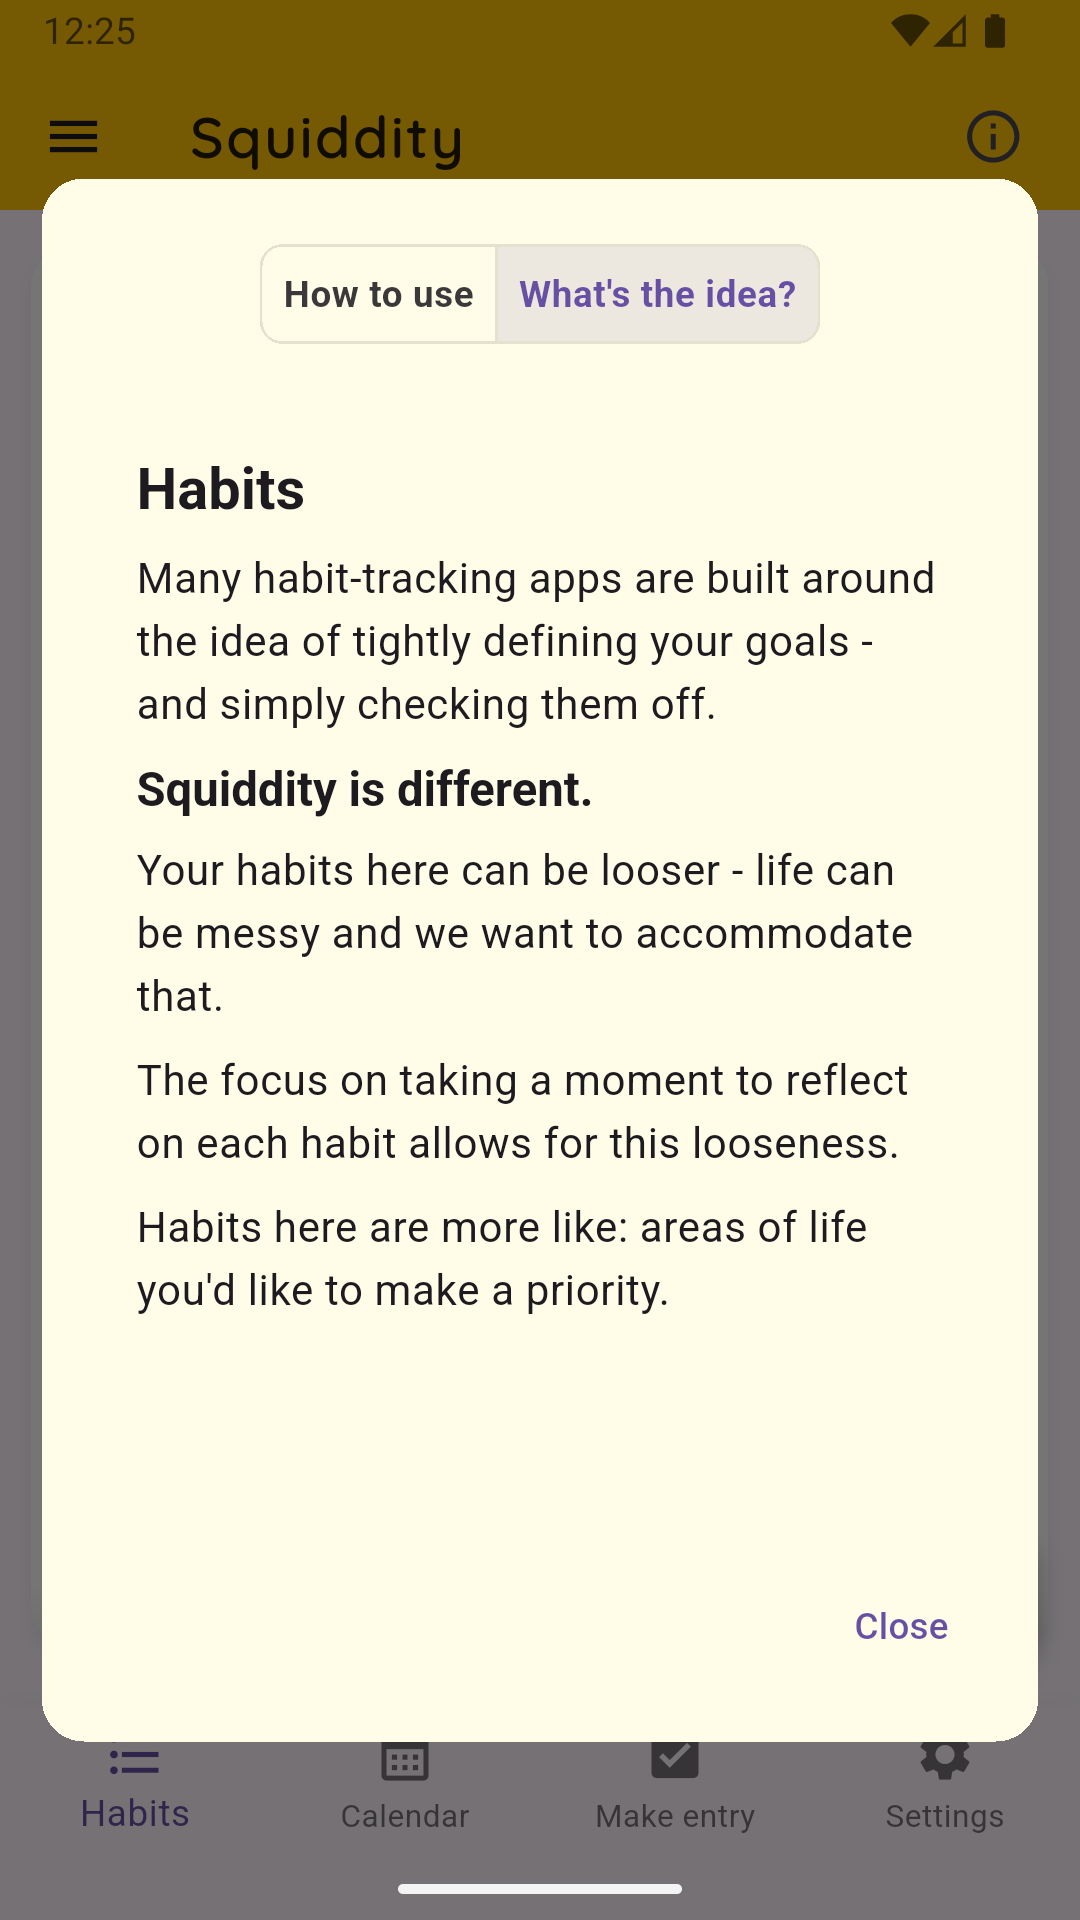 12:25
Squiddity
How to use
What's the idea?
Habits
Many habit-tracking apps are built around
the idea of tightly defining your goals -
and simply checking them off.
Squiddity is different.
Your habits here can be looser - life can
be messy and we want to accommodate
that.
The focus on taking a moment to reflect
on each habit allows for this looseness.
Habits here are more like: areas of life
you'd like to make a priority.
Close
Habits
Calendar
Make entry
Settings